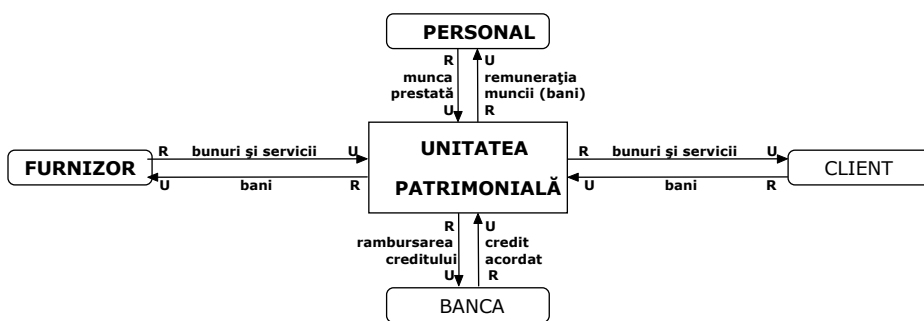 PERSONAL
R U
munca remuneraţia
prestată muncii (bani)
U R
R bunuri şi servicii U
UNITATEA
R bunuri şi servicii U
FURNIZOR
CLIENT
U bani R
PATRIMONIALĂ
U bani R
R U
rambursarea credit
creditului acordat
U R
BANCA